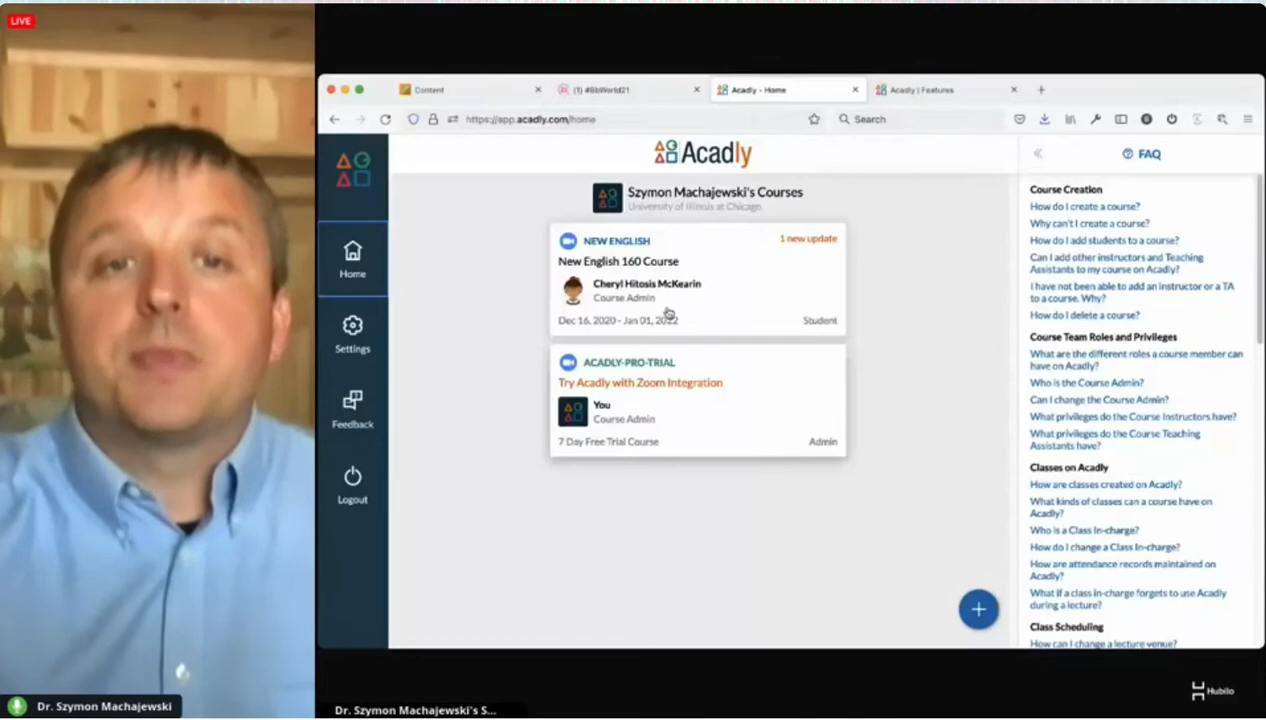 LIVE
Content
(1) #BbWorld21
Acadly - Home
Acadly | Features
https://app.acadly.com/home
Search
Acadly
FAQ
Szymon Machajewski's Courses
University of Illinois at Chicago
Home
Settings
Feedback
Logout
NEW ENGLISH
1 new update
New English 160 Course
Cheryl Hitosis McKearin
Course Admin
Dec 16, 2020 - Jan 01, 2022
Student
ACADLY-PRO-TRIAL
Try Acadly with Zoom Integration
You
Course Admin
7 Day Free Trial Course
Admin
+
Course Creation
How do I create a course?
Why can't I create a course?
How do I add students to a course?
Can I add other instructors and Teaching
Assistants to my course on Acadly?
I have not been able to add an instructor or a TA
to a course. Why?
How do I delete a course?
Course Team Roles and Privileges
What are the different roles a course member can
have on Acadly?
Who is the Course Admin?
Can I change the Course Admin?
What privileges do the Course Instructors have?
What privileges do the Course Teaching
Assistants have?
Classes on Acadly
How are classes created on Acadly?
What kinds of classes can a course have on
Acadly?
Who is a Class In-charge?
How do I change a Class In-charge?
How are attendance records maintained on
Acadly?
What if a class in-charge forgets to use Acadly
during a lecture?
Class Scheduling
How can I change a lecture venue?
Hubilo
Dr. Szymon Machajewski
Dr. Szymon Machajewski's S...